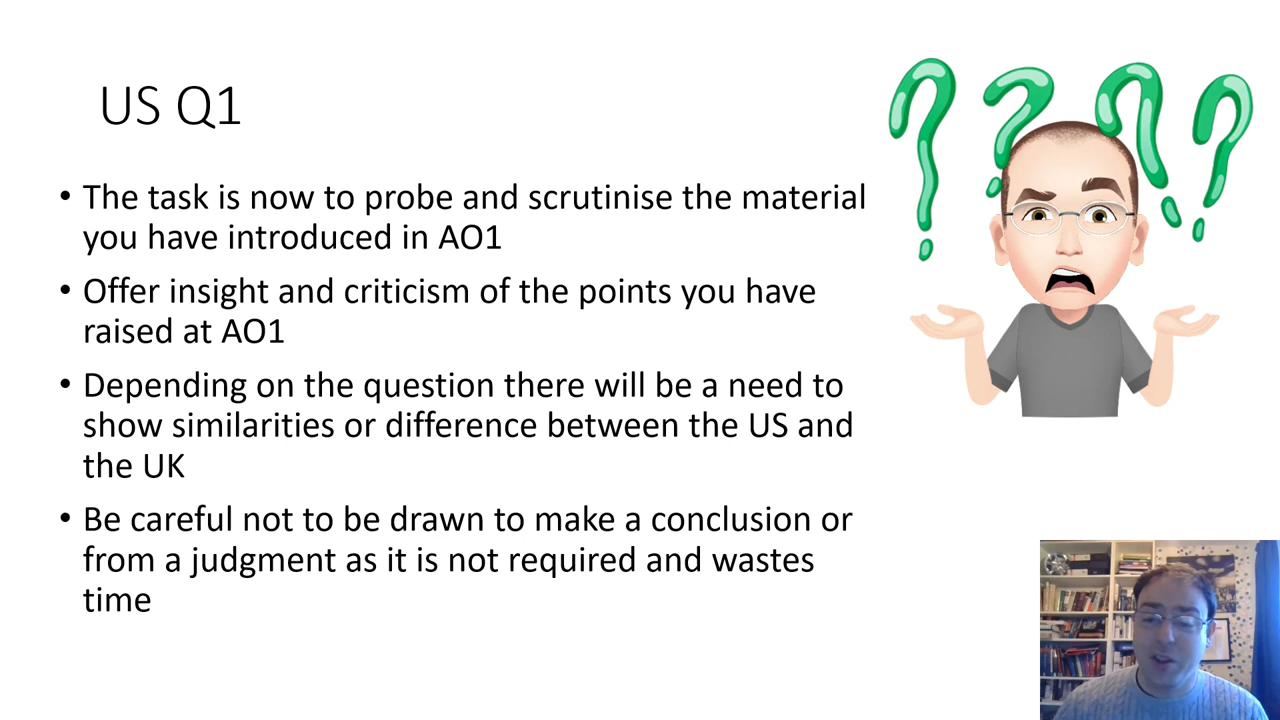 US Q1
• The task is now to probe and scrutinise the material
you have introduced in AO1
• Offer insight and criticism of the points you have
raised at AO1
• Depending on the question there will be a need to
show similarities or difference between the US and
the UK
• Be careful not to be drawn to make a conclusion or
from a judgment as it is not required and wastes
time